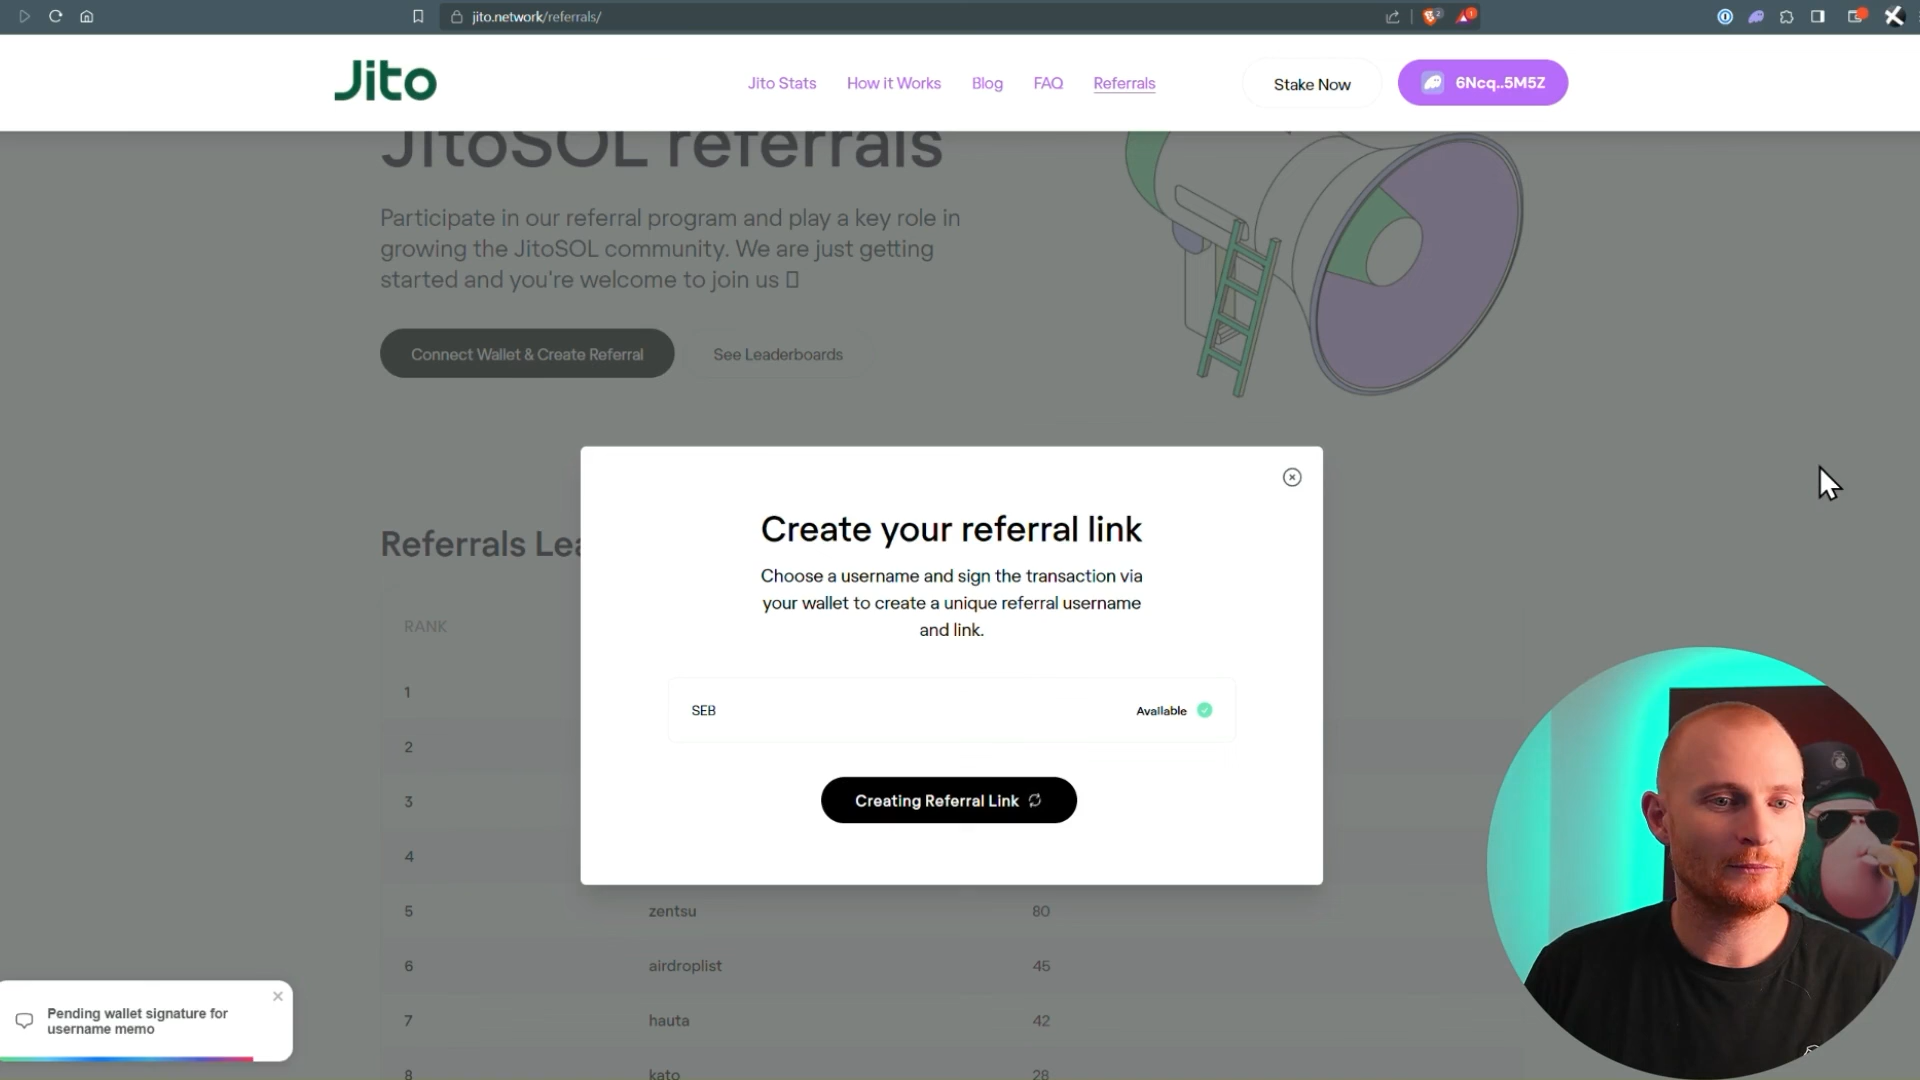 jito.network/referrals/
Jito
Jito Stats
How it Works
Blog
FAQ
Referrals
Stake Now
6Ncq..5M5Z
JitoSOL referrals
Participate in our referral program and play a key role in
growing the JitoSOL community. We are just getting
started and you're welcome to join us
Connect Wallet & Create Referral
See Leaderboards
Create your referral link
Choose a username and sign the transaction via
your wallet to create a unique referral username
and link.
SEB
Available
Creating Referral Link
Referrals Lea
RANK
1
2
3
4
5 zentsu 80
6 airdroplist 45
7 hauta 42
8 kato 28
Pending wallet signature for
username memo